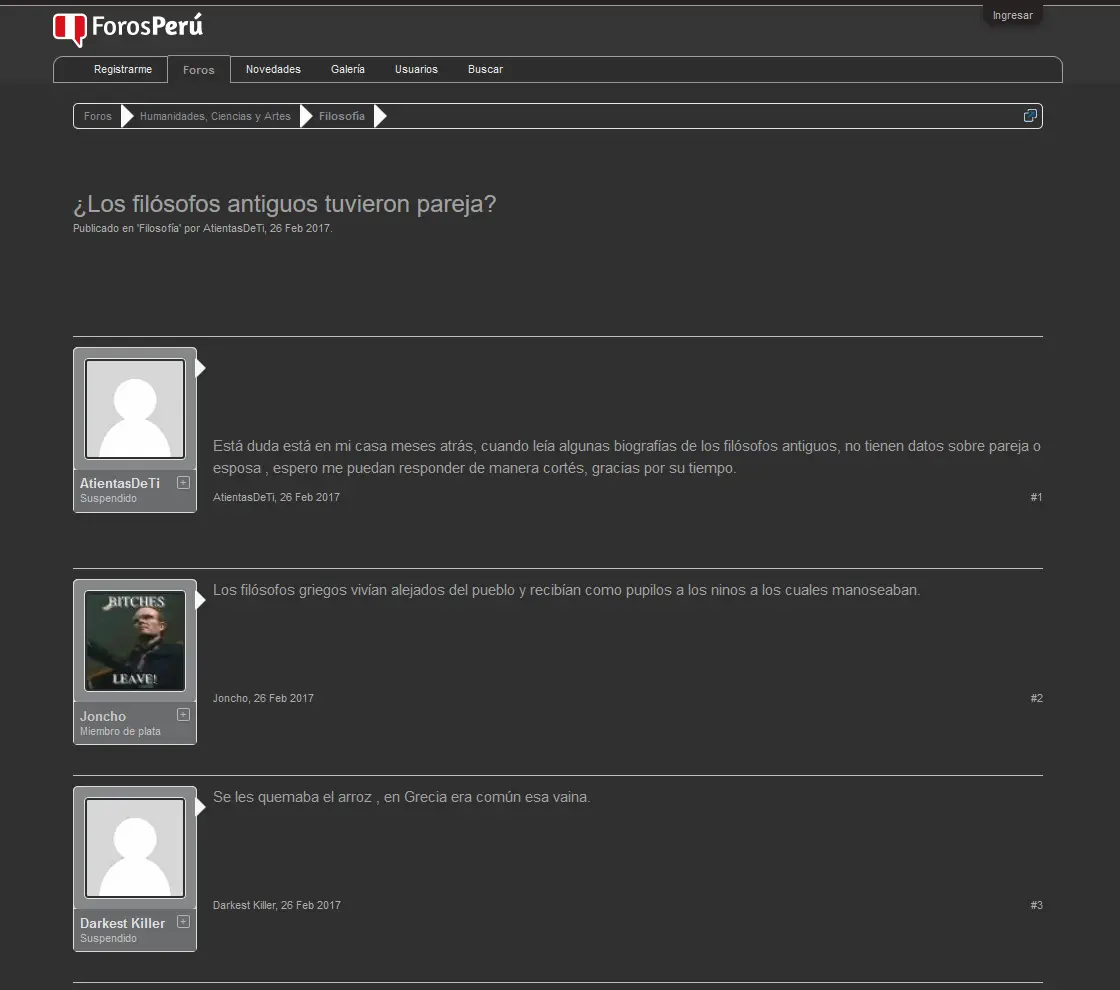 Ingresar
ForosPerú
Registrarme Foros Novedades Galería Usuarios Buscar
Foros Humanidades, Ciencias y Artes Filosofía
¿Los filósofos antiguos tuvieron pareja?
Publicado en 'Filosofía' por AtientasDeTi, 26 Feb 2017.
Está duda está en mi casa meses atrás, cuando leía algunas biografías de los filósofos antiguos, no tienen datos sobre pareja o
esposa , espero me puedan responder de manera cortés, gracias por su tiempo.
AtientasDeTi
Suspendido
AtientasDeTi, 26 Feb 2017 #1
Los filósofos griegos vivían alejados del pueblo y recibían como pupilos a los ninos a los cuales manoseaban.
BITCHES
LEAVE!
Joncho, 26 Feb 2017 #2
Joncho
Miembro de plata
Se les quemaba el arroz , en Grecia era común esa vaina.
Darkest Killer, 26 Feb 2017 #3
Darkest Killer
Suspendido